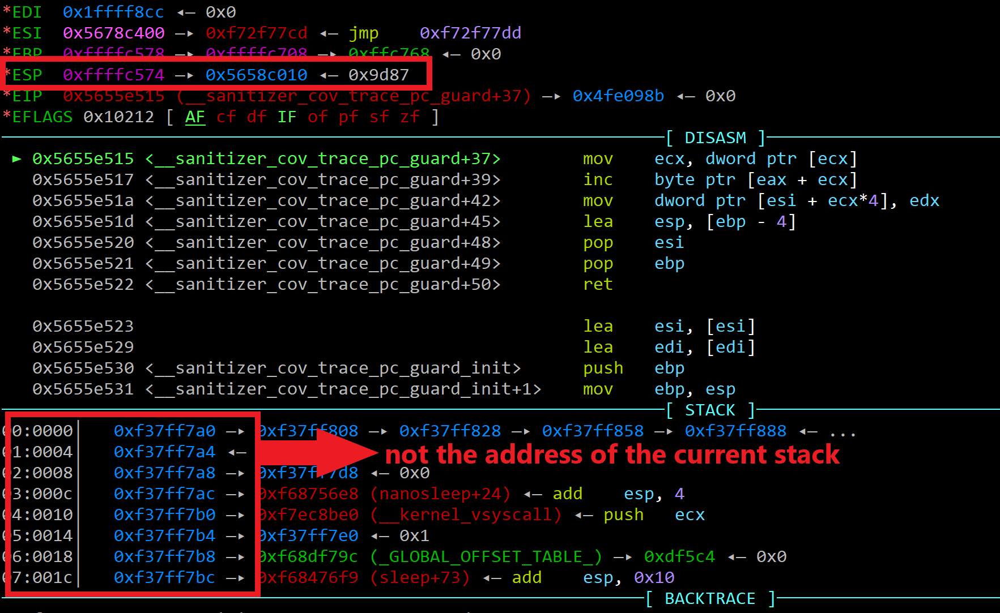 *EDI  0x1ffff8cc ◂— 0x0
*ESI  0x5678c400 —▸ 0xf72f77cd ◂— jmp    0xf72f77dd
*EBP  0xffffc578 —▸ 0xffffc708 —▸ 0xffc768 ◂— 0x0
*ESP  0xffffc574 —▸ 0x5658c010 ◂— 0x9d87
*EIP  0x5655e515 (__sanitizer_cov_trace_pc_guard+37) —▸ 0x4fe098b ◂— 0x0
*EFLAGS 0x10212 [ AF cf df IF of pf sf zf ]
[ DISASM ]
► 0x5655e515 <__sanitizer_cov_trace_pc_guard+37>        mov    ecx, dword ptr [ecx]
0x5655e517 <__sanitizer_cov_trace_pc_guard+39>        inc    byte ptr [eax + ecx]
0x5655e51a <__sanitizer_cov_trace_pc_guard+42>        mov    dword ptr [esi + ecx*4], edx
0x5655e51d <__sanitizer_cov_trace_pc_guard+45>        lea    esp, [ebp - 4]
0x5655e520 <__sanitizer_cov_trace_pc_guard+48>        pop    esi
0x5655e521 <__sanitizer_cov_trace_pc_guard+49>        pop    ebp
0x5655e522 <__sanitizer_cov_trace_pc_guard+50>        ret
0x5655e523                                            lea    esi, [esi]
0x5655e529                                            lea    edi, [edi]
0x5655e530 <__sanitizer_cov_trace_pc_guard_init>      push   ebp
0x5655e531 <__sanitizer_cov_trace_pc_guard_init+1>    mov    ebp, esp
[ STACK ]
00:0000│   0xf37ff7a0 —▸ 0xf37ff808 —▸ 0xf37ff828 —▸ 0xf37ff858 —▸ 0xf37ff888 ◂— ...
01:0004│   0xf37ff7a4 ◂—
not the address of the current stack
02:0008│   0xf37ff7a8 —▸ 0xf37ff7d8 ◂— 0x0
03:000c│   0xf37ff7ac —▸ 0xf68756e8 (nanosleep+24) ◂— add    esp, 4
04:0010│   0xf37ff7b0 —▸ 0xf7ec8be0 (__kernel_vsyscall) ◂— push   ecx
05:0014│   0xf37ff7b4 —▸ 0xf37ff7e0 ◂— 0x1
06:0018│   0xf37ff7b8 —▸ 0xf68df79c (_GLOBAL_OFFSET_TABLE_) —▸ 0xdf5c4 ◂— 0x0
07:001c│   0xf37ff7bc —▸ 0xf68476f9 (sleep+73) ◂— add    esp, 0x10
[ BACKTRACE ]